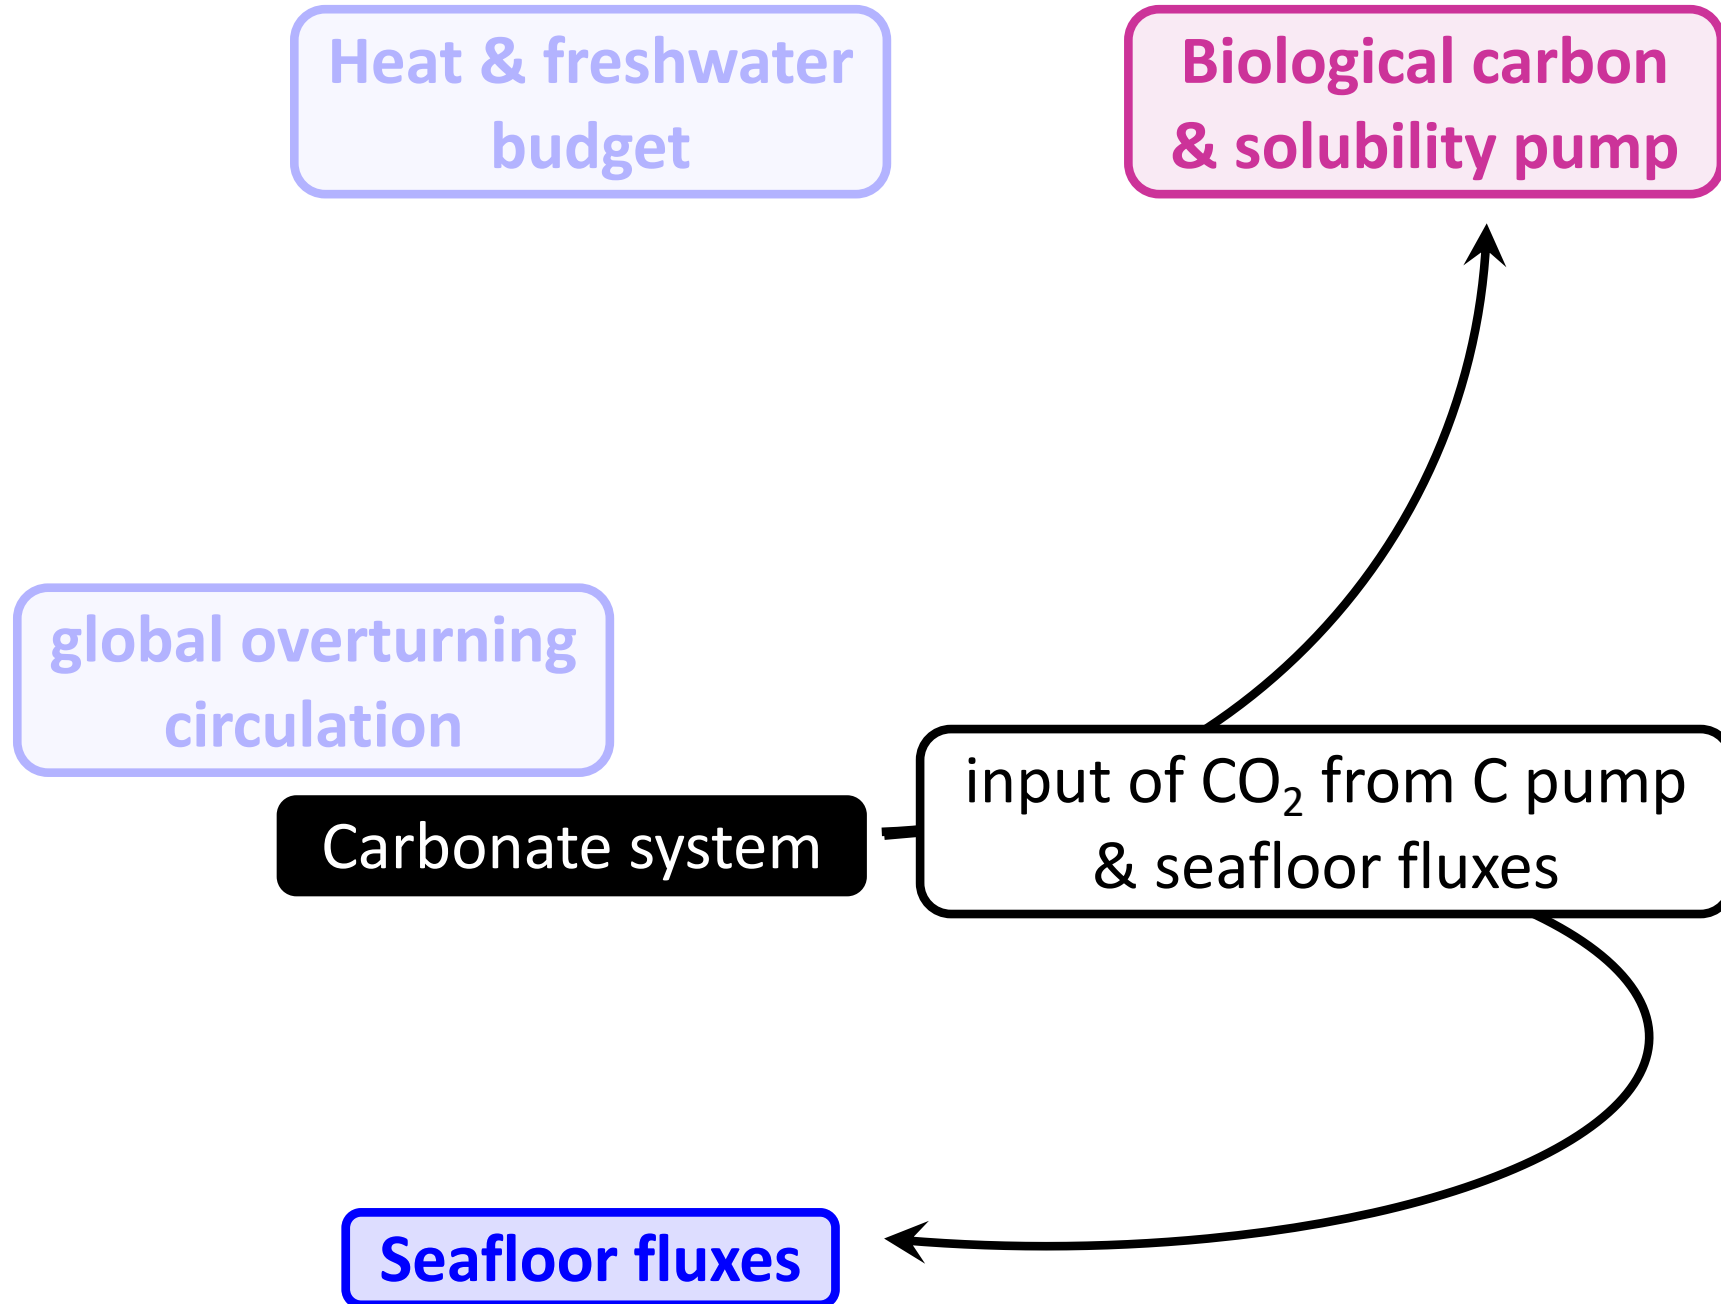 Heat & freshwater
budget
Biological carbon
& solubility pump
global overturning
circulation
Carbonate system
input of CO₂ from C pump
& seafloor fluxes
Seafloor fluxes